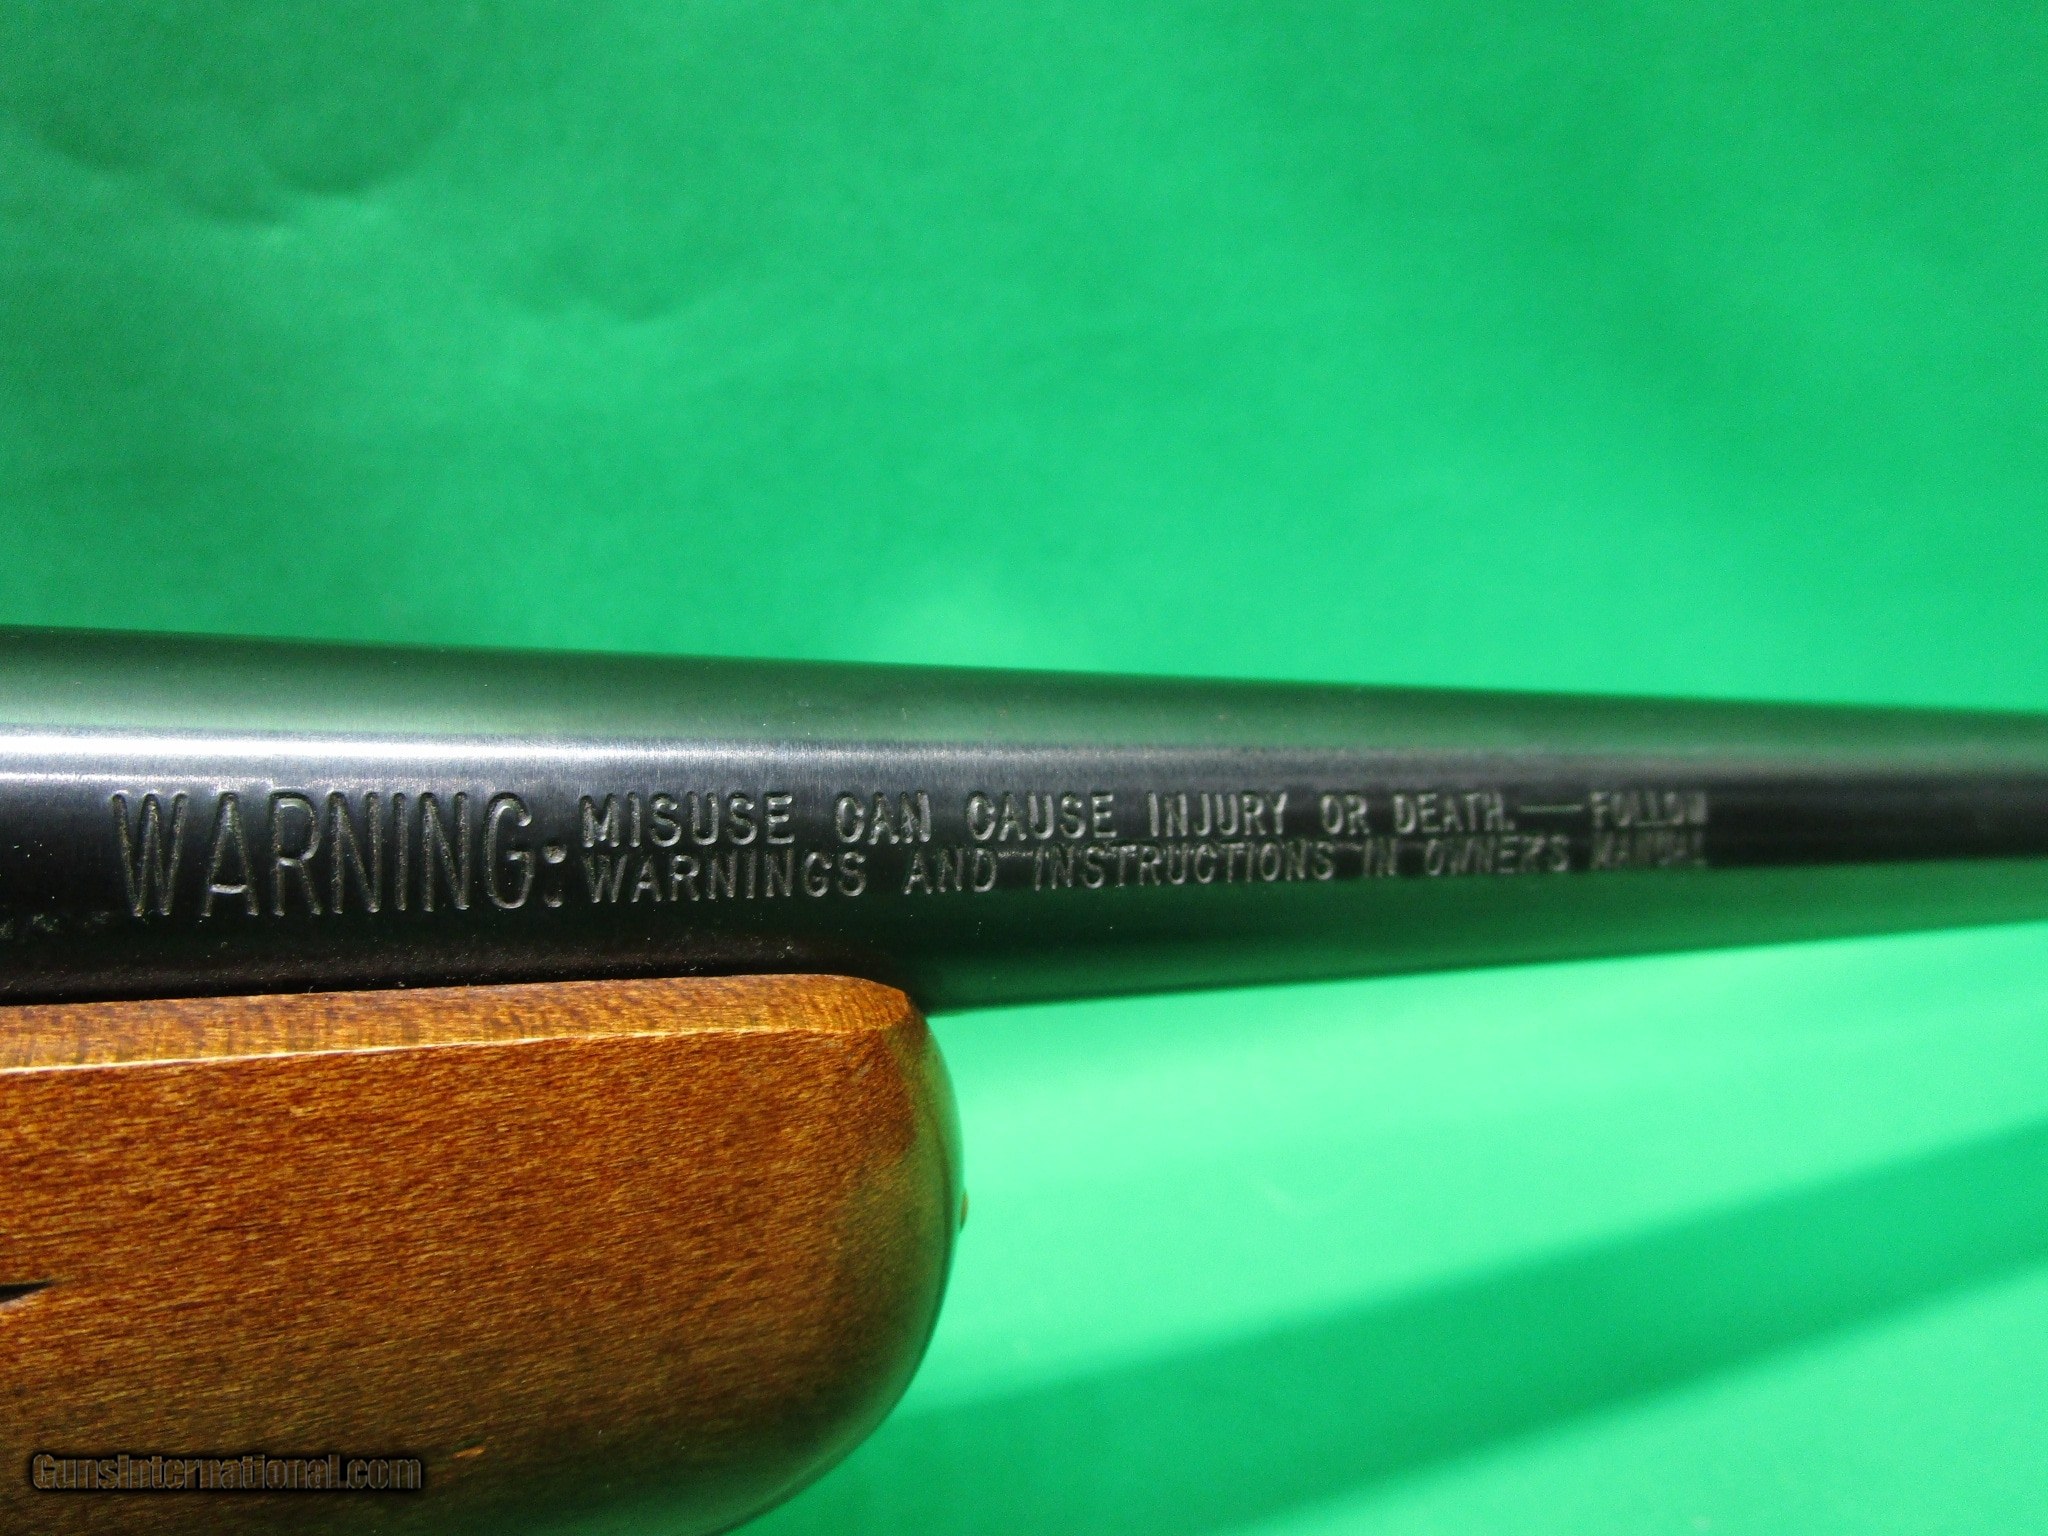 WARNING: MISUSE CAN CAUSE INJURY OR DEATH.—FOLLOW
WARNINGS AND INSTRUCTIONS IN OWNER'S MANUAL
GunsInternational.com